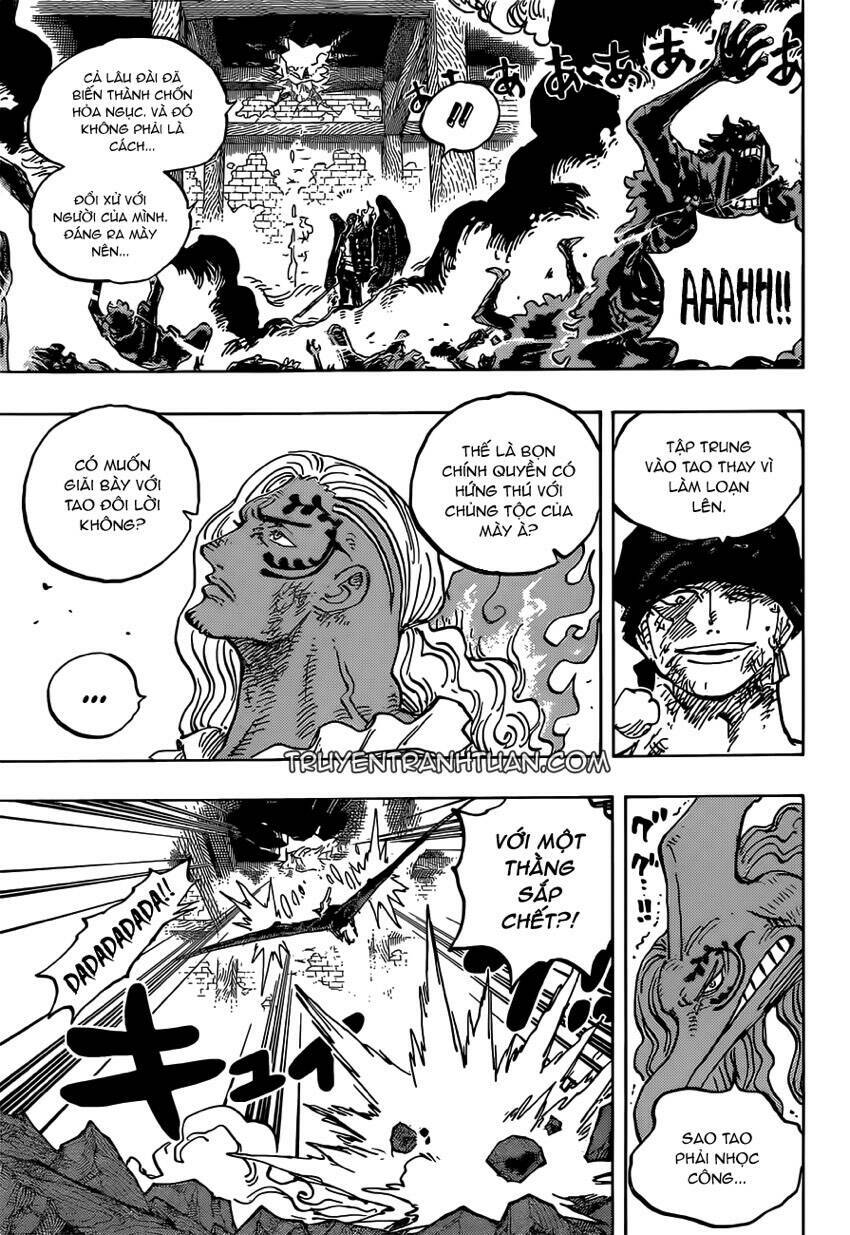 あああああああ
!!
CẢ LÂU ĐÀI ĐÃ
BIẾN THÀNH CHỐN
HỎA NGỤC. VÀ ĐÓ
KHÔNG PHẢI LÀ
CÁCH...
ĐỐI XỬ VỚI
NGƯỜI CỦA MÌNH.
ĐÁNG RA MÀY
NÊN...
AAAHH!!
TẬP TRUNG
VÀO TAO THAY VÌ
LÀM LOẠN
LÊN.
THẾ LÀ BỌN
CHÍNH QUYỀN CÓ
HỨNG THÚ VỚI
CHỦNG TỘC CỦA
MÀY À?
CÓ MUỐN
GIẢI BÀY VỚI
TAO ĐÔI LỜI
KHÔNG?
...
TRUYENTRANHTUAN.COM
SAO TAO
PHẢI NHỌC
CÔNG...
VỚI MỘT
THẰNG
SẮP
CHẾT?!
DADADADADA!!